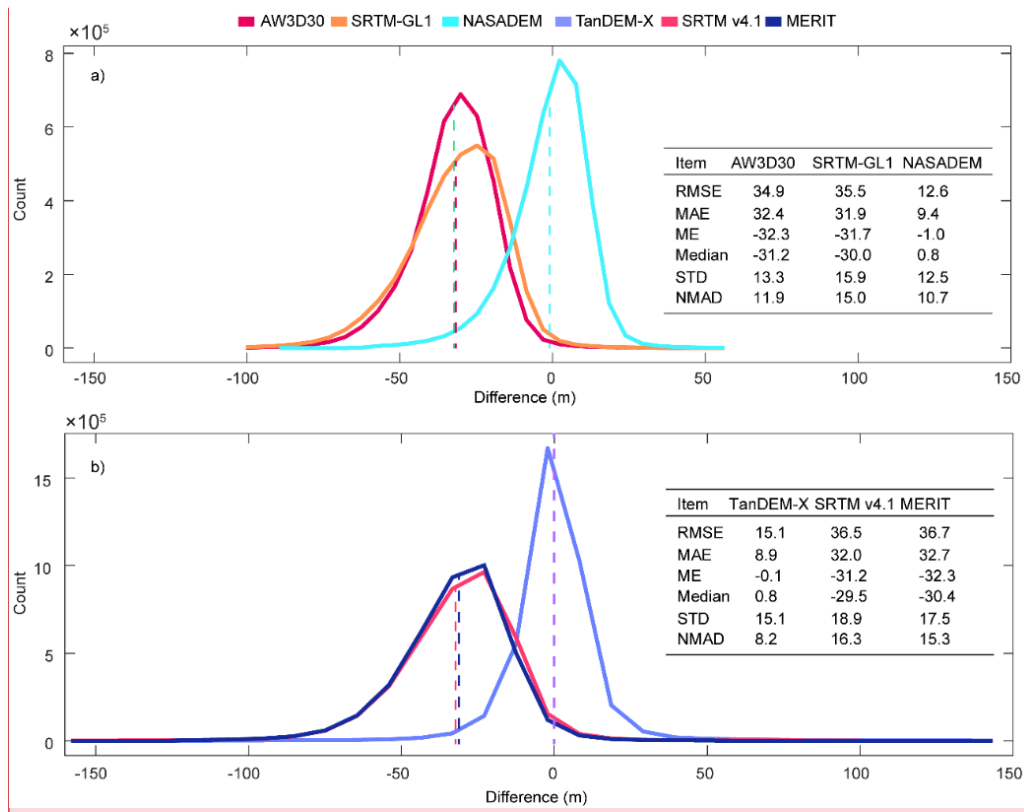 AW3D30 SRTM-GL1 NASADEM TanDEM-X SRTM v4.1 MERIT
×10⁵
a)
8
6
4
2
0
Count
-150 -100 -50 0 50 100 150
Difference (m)
Item AW3D30 SRTM-GL1 NASADEM
RMSE 34.9 35.5 12.6
MAE 32.4 31.9 9.4
ME -32.3 -31.7 -1.0
Median -31.2 -30.0 0.8
STD 13.3 15.9 12.5
NMAD 11.9 15.0 10.7
×10⁵
b)
15
10
5
0
Count
-150 -100 -50 0 50 100 150
Difference (m)
Item TanDEM-X SRTM v4.1 MERIT
RMSE 15.1 36.5 36.7
MAE 8.9 32.0 32.7
ME -0.1 -31.2 -32.3
Median 0.8 -29.5 -30.4
STD 15.1 18.9 17.5
NMAD 8.2 16.3 15.3